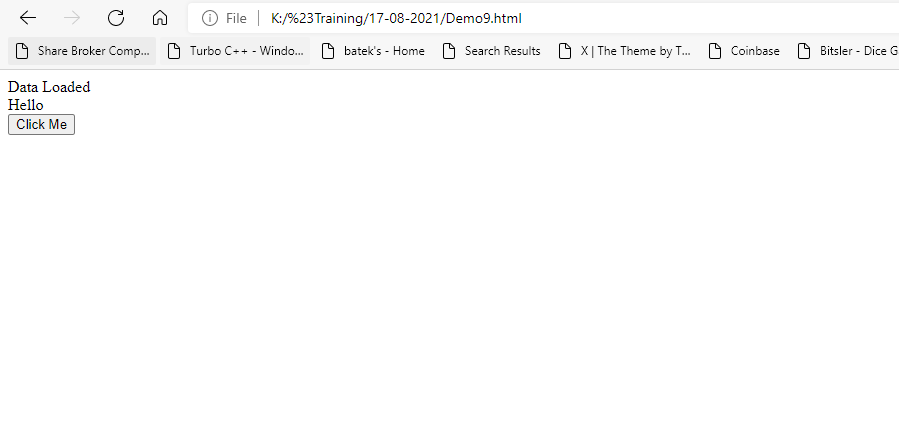 File K:/%23Training/17-08-2021/Demo9.html
Share Broker Comp... Turbo C++ - Windo... batek's - Home Search Results X | The Theme by T... Coinbase Bitsler - Dice G
Data Loaded
Hello
Click Me